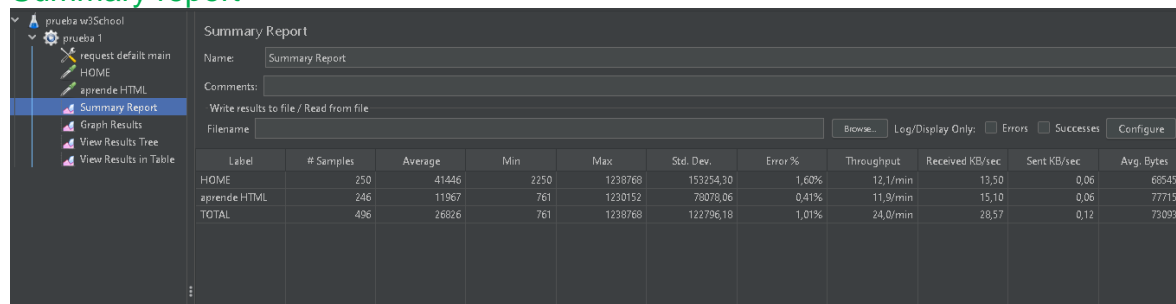 Summary report
prueba w3School
prueba 1
request defailt main
HOME
aprende HTML
Summary Report
Graph Results
View Results Tree
View Results in Table
Summary Report
Name: Summary Report
Comments:
Write results to file / Read from file
Filename Browse... Log/Display Only: Errors Successes Configure
Label # Samples Average Min Max Std. Dev. Error % Throughput Received KB/sec Sent KB/sec Avg. Bytes
HOME 250 41446 2250 1238768 153254,30 1,60% 12,1/min 13,50 0,06 68545
aprende HTML 246 11967 761 1230152 78078,06 0,41% 11,9/min 15,10 0,06 77715
TOTAL 496 26826 761 1238768 122796,18 1,01% 24,0/min 28,57 0,12 73093